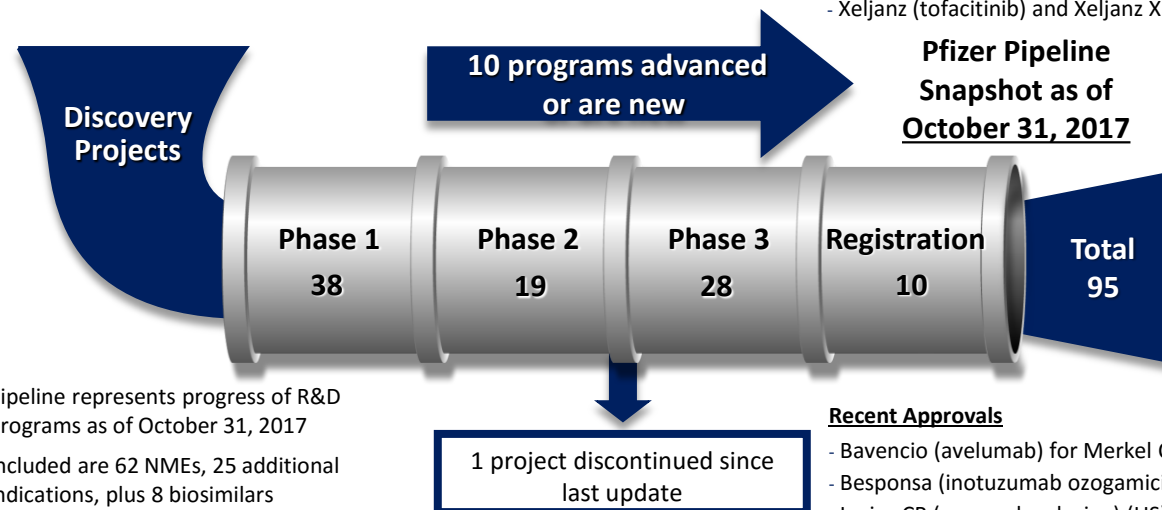 - Xeljanz (tofacitinib) and Xeljanz X
10 programs advanced
or are new
Pfizer Pipeline
Snapshot as of
October 31, 2017
Discovery
Projects
Phase 1
38
Phase 2
19
Phase 3
28
Registration
10
Total
95
ipeline represents progress of R&D
rograms as of October 31, 2017
ncluded are 62 NMEs, 25 additional
ndications, plus 8 biosimilars
1 project discontinued since
last update
Recent Approvals
- Bavencio (avelumab) for Merkel
- Besponsa (inotuzumab ozogamici